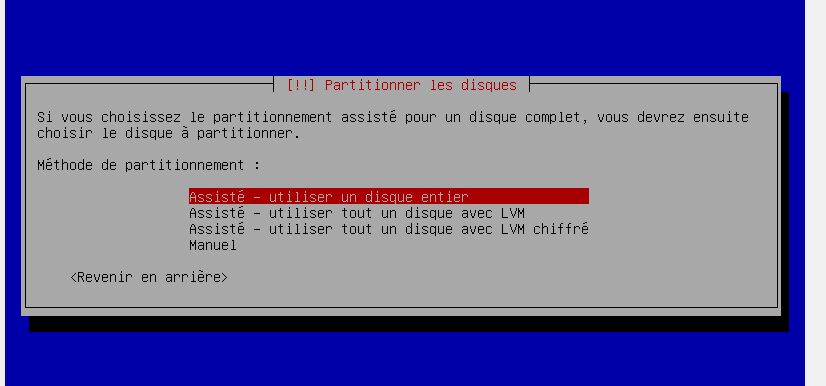 [!!] Partitionner les disques
Si vous choisissez le partitionnement assisté pour un disque complet, vous devrez ensuite
choisir le disque à partitionner.
Méthode de partitionnement :
Assisté - utiliser un disque entier
Assisté - utiliser tout un disque avec LVM
Assisté - utiliser tout un disque avec LVM chiffré
Manuel
<Revenir en arrière>